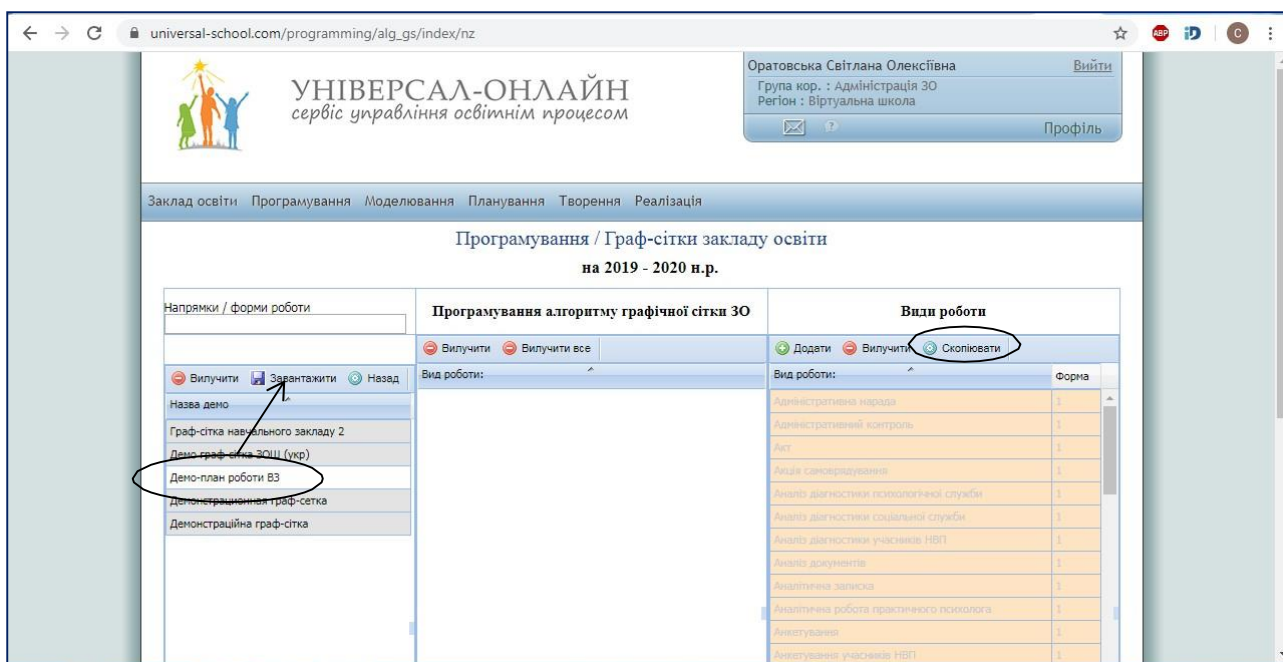 universal-school.com/programming/alg_gs/index/nz
ABP
C
УНІВЕРСАЛ-ОНЛАЙН
сервіс управління освітнім процесом
Оратовська Світлана Олексіївна Вийти
Група кор. : Адміністрація ЗО
Регіон : Віртуальна школа
Профіль
Заклад освіти Програмування Моделювання Планування Творення Реалізація
Програмування / Граф-сітки закладу освіти
на 2019 - 2020 н.р.
Напрямки / форми роботи
Вилучити Завантажити Назад
Назва демо
Граф-сітка навчального закладу 2
Демо граф-сітка ЗОШ (укр)
Демо-план роботи ВЗ
Демонстрационная граф-сетка
Демонстраційна граф-сітка
Програмування алгоритму графічної сітки ЗО
Вилучити Вилучити все
Вид роботи:
Види роботи
Додати Вилучити Скопіювати
Вид роботи: Форма
Адміністративна нарада 1
Адміністративний контроль 1
Акт 1
Акція самоврядування 1
Аналіз діагностики психологічної служби 1
Аналіз діагностики соціальної служби 1
Аналіз діагностики учасників НВП 1
Аналіз документів 1
Аналітична записка 1
Аналітична робота практичного психолога 1
Анкетування 1
Анкетування учасників НВП 1